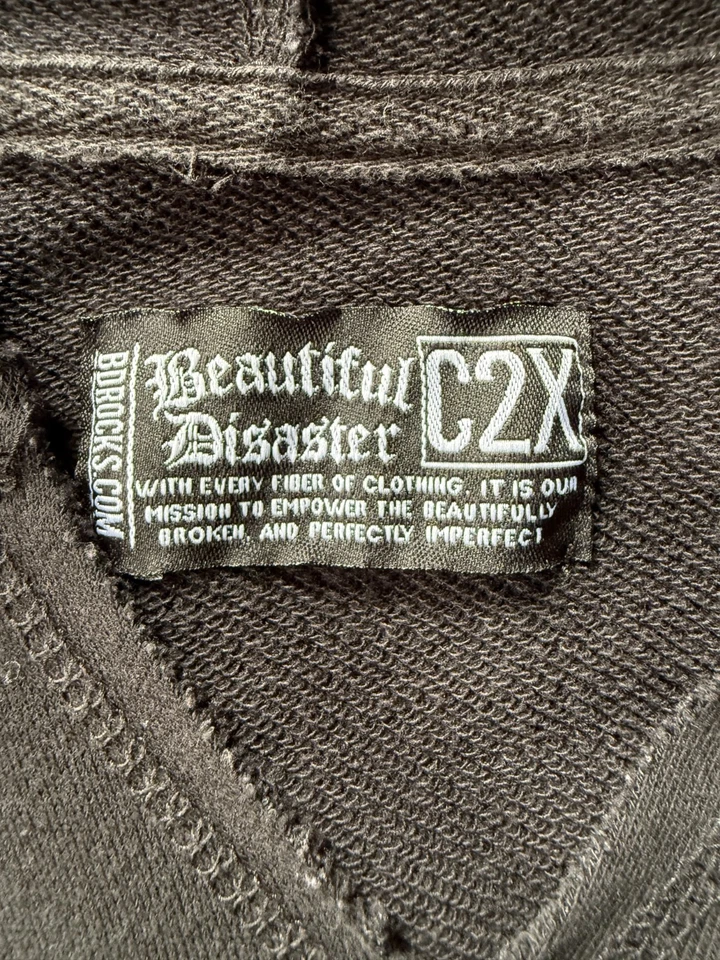 BDROCKS.COM
Beautiful
Disaster
C2X
WITH EVERY FIBER OF CLOTHING, IT IS OUR
MISSION TO EMPOWER THE BEAUTIFULLY
BROKEN, AND PERFECTLY IMPERFECT